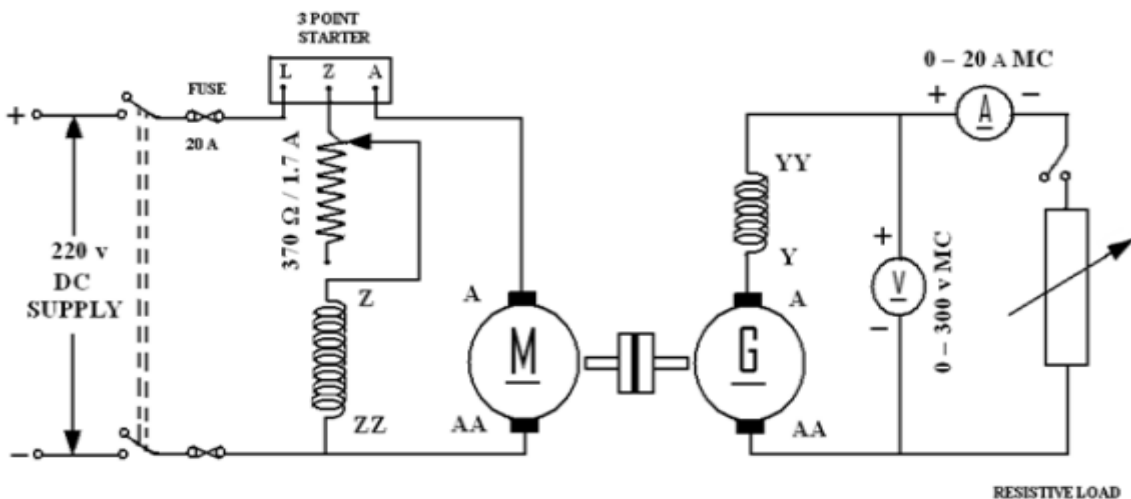 3 POINT
STARTER
L Z A
FUSE
20 A
+
220 v
DC
SUPPLY
−
370 Ω / 1.7 A
Z
ZZ
A
M
AA
YY
Y
A
G
AA
0 – 20 A MC
+ A −
+
V
−
0 – 300 v MC
RESISTIVE LOAD